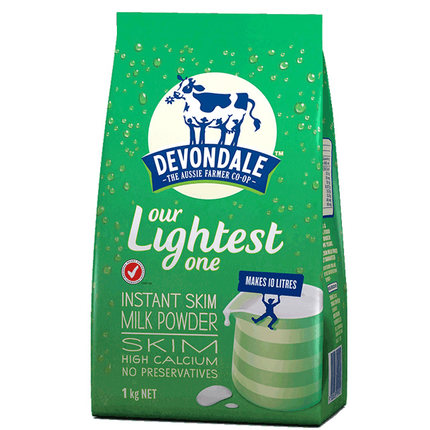 DEVONDALE™
- THE AUSSIE FARMER CO-OP -
our
Lightest
one
MAKES 10 LITRES
INSTANT SKIM
MILK POWDER
SKIM
HIGH CALCIUM
NO PRESERVATIVES
1 kg NET